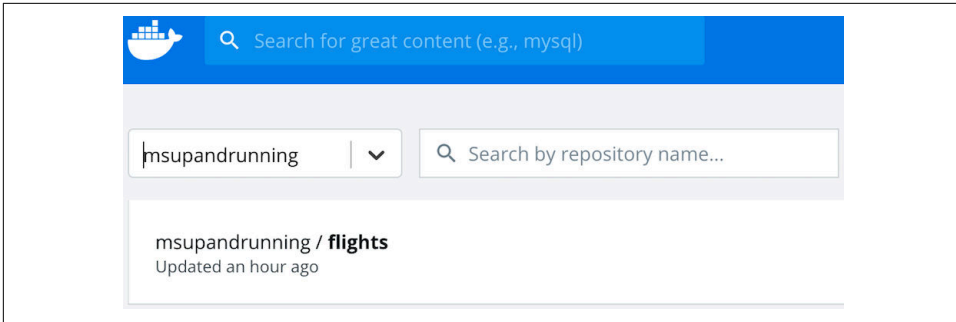 Search for great content (e.g., mysql)
msupandrunning
Search by repository name...
msupandrunning / flights
Updated an hour ago